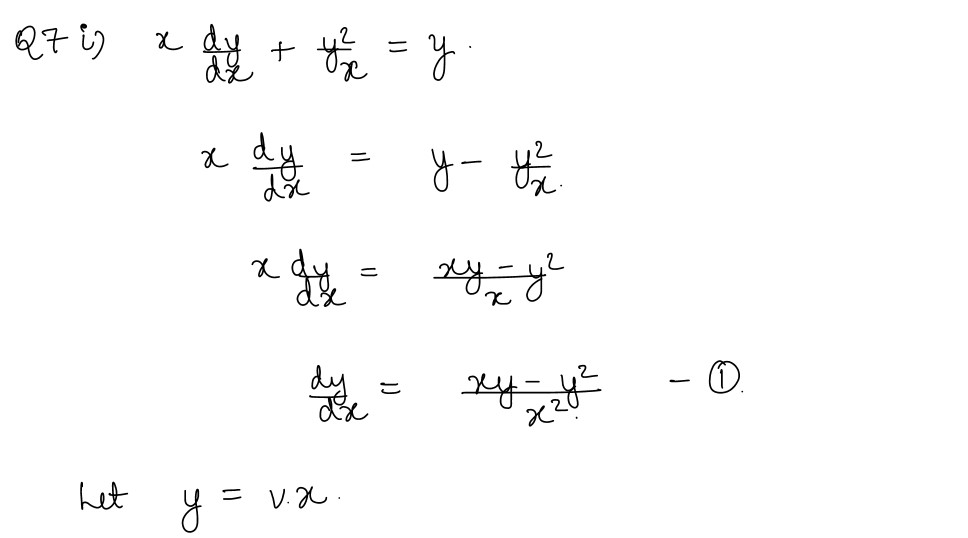 Q7 i) x dy/dx + y²/x = y.
x dy/dx = y - y²/x.
x dy/dx = (xy - y²)/x
dy/dx = (xy - y²)/x². - ①.
Let y = v.x.